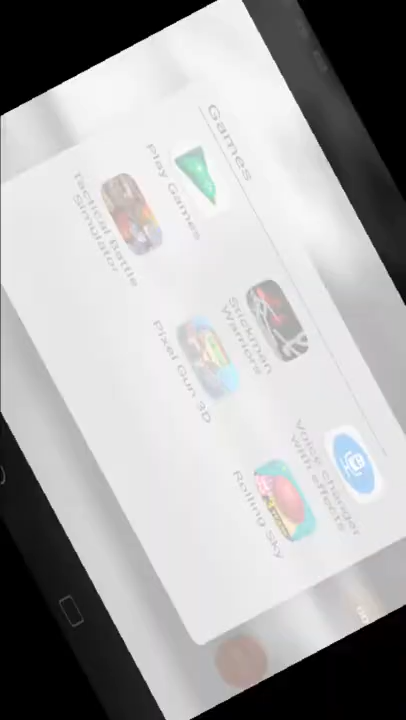 Games
Play Games
Stickman
Warriors
Voice changer
with effects
Tactical Battle
Simulator
Pixel Gun 3D
Rolling Sky